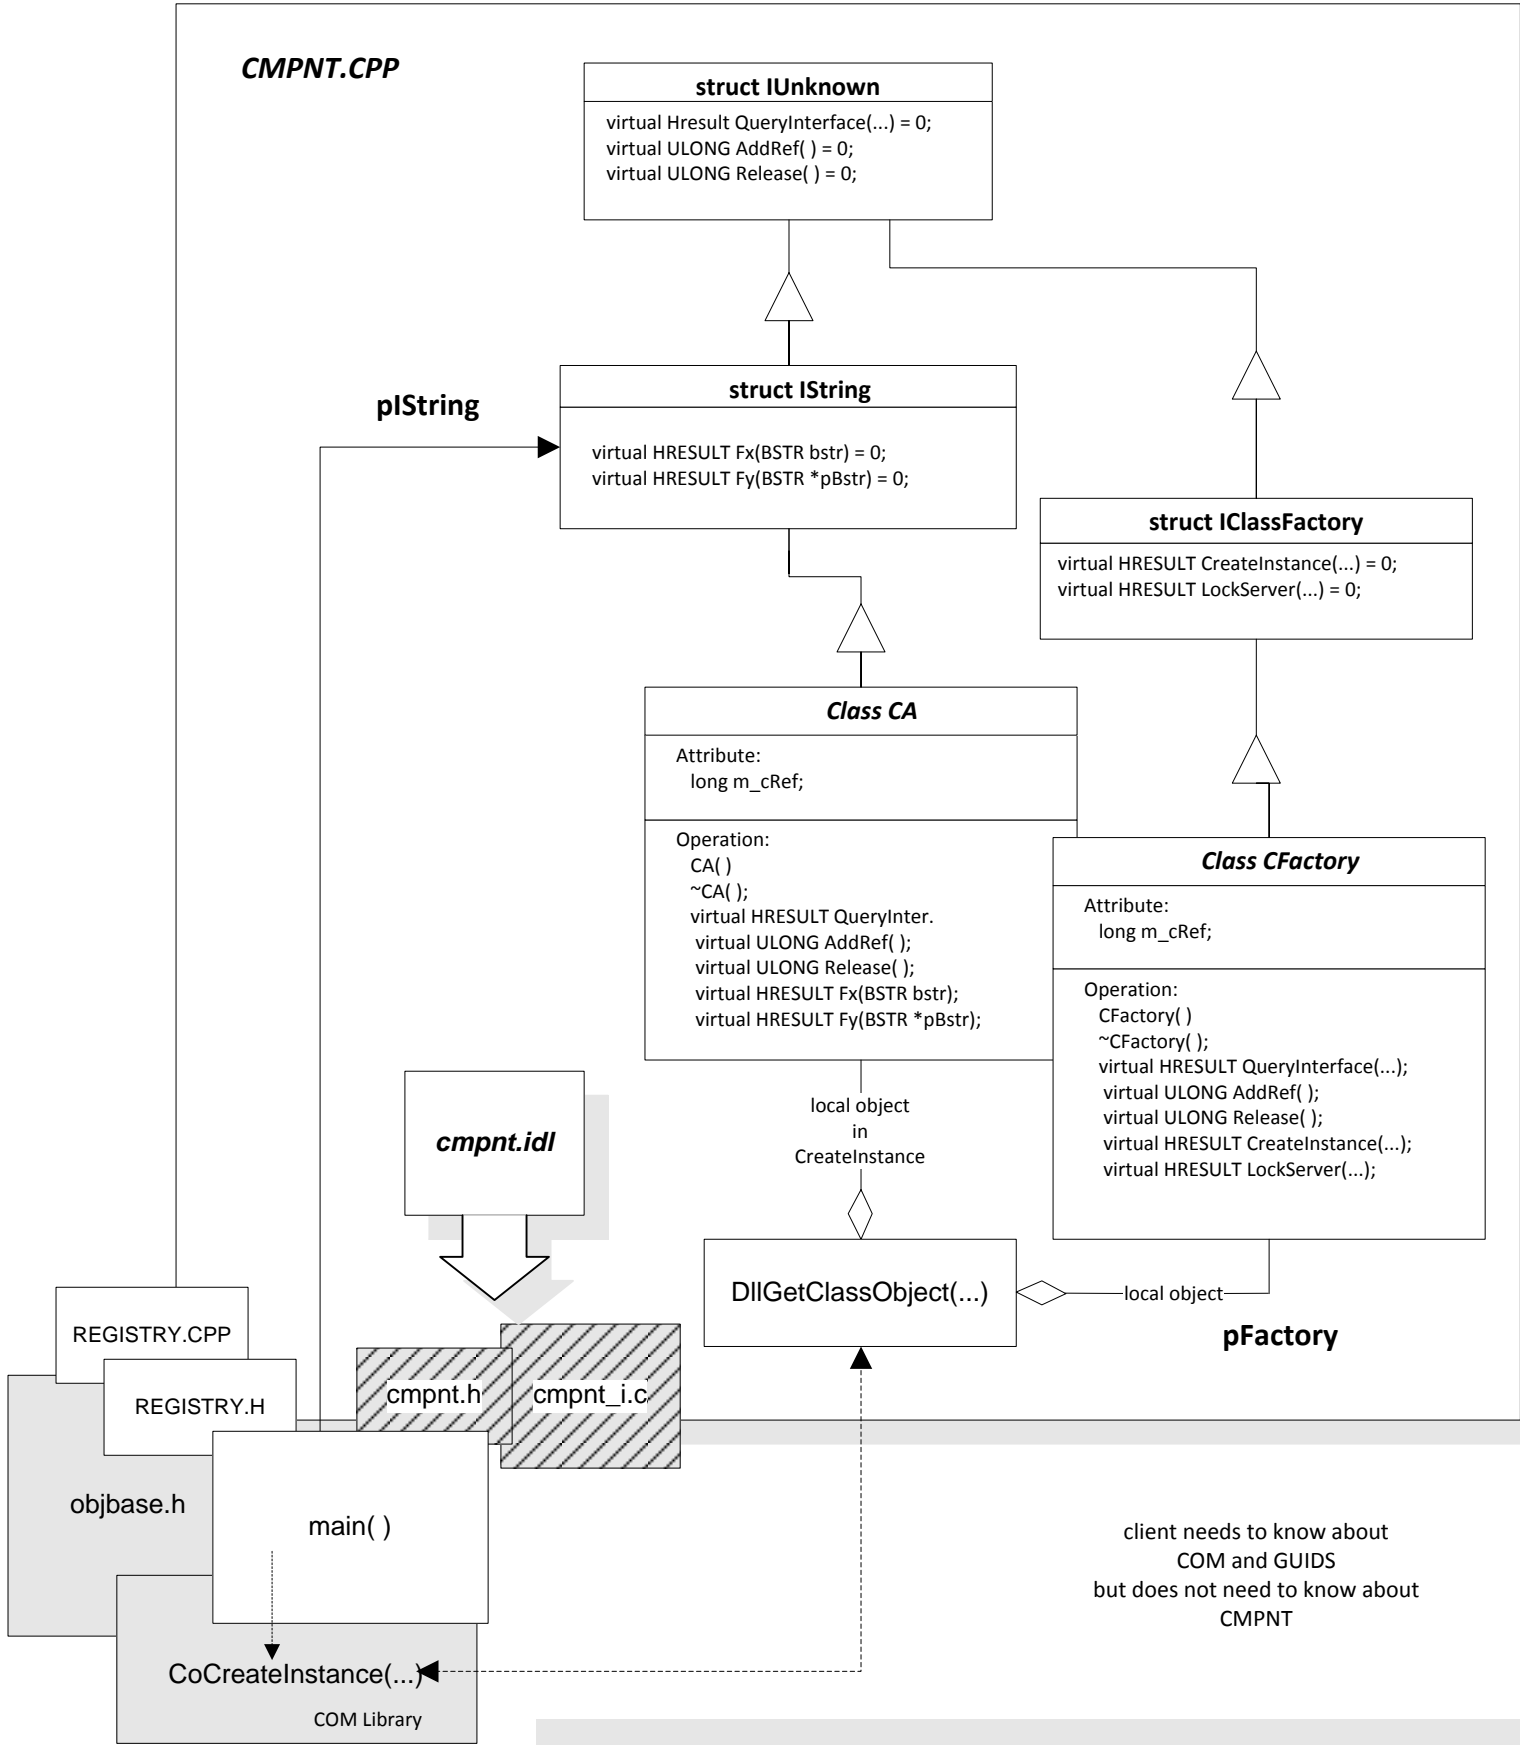 CMPNT.CPP
struct IUnknown
virtual Hresult QueryInterface(...) = 0;
virtual ULONG AddRef( ) = 0;
virtual ULONG Release( ) = 0;
pIString
struct IString
virtual HRESULT Fx(BSTR bstr) = 0;
virtual HRESULT Fy(BSTR *pBstr) = 0;
struct IClassFactory
virtual HRESULT CreateInstance(...) = 0;
virtual HRESULT LockServer(...) = 0;
Class CA
Attribute:
long m_cRef;
Operation:
CA( )
~CA( );
virtual HRESULT QueryInter.
virtual ULONG AddRef( );
virtual ULONG Release( );
virtual HRESULT Fx(BSTR bstr);
virtual HRESULT Fy(BSTR *pBstr);
Class CFactory
Attribute:
long m_cRef;
Operation:
CFactory( )
~CFactory( );
virtual HRESULT QueryInterface(...);
virtual ULONG AddRef( );
virtual ULONG Release( );
virtual HRESULT CreateInstance(...);
virtual HRESULT LockServer(...);
local object
in
CreateInstance
cmpnt.idl
DllGetClassObject(...)
local object
pFactory
REGISTRY.CPP
REGISTRY.H
cmpnt.h
cmpnt_i.c
objbase.h
main( )
client needs to know about
COM and GUIDS
but does not need to know about
CMPNT
CoCreateInstance(...)
COM Library